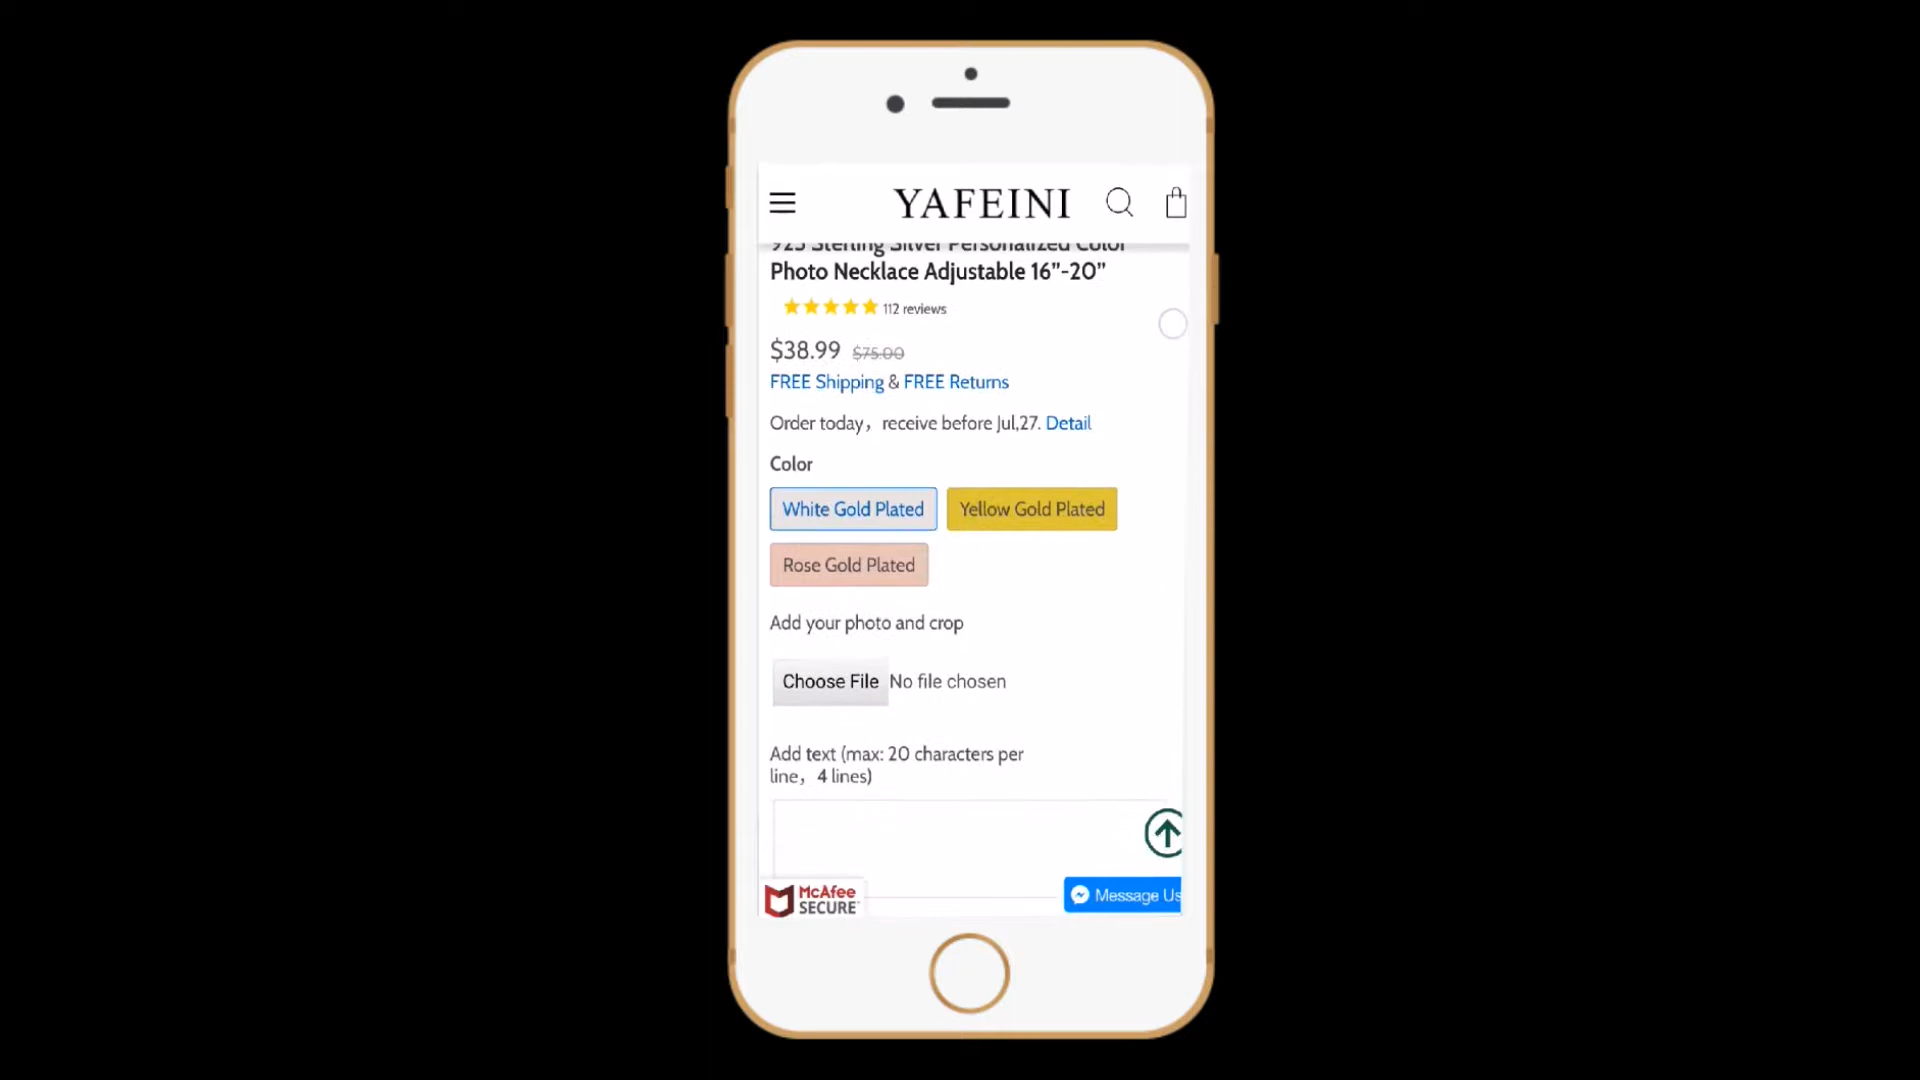 YAFEINI
925 Sterling Silver Personalized Color
Photo Necklace Adjustable 16”-20”
112 reviews
$38.99 $75.00
FREE Shipping & FREE Returns
Order today，receive before Jul,27. Detail
Color
White Gold Plated
Yellow Gold Plated
Rose Gold Plated
Add your photo and crop
Choose File No file chosen
Add text (max: 20 characters per
line，4 lines)
McAfee
SECURE
Message Us